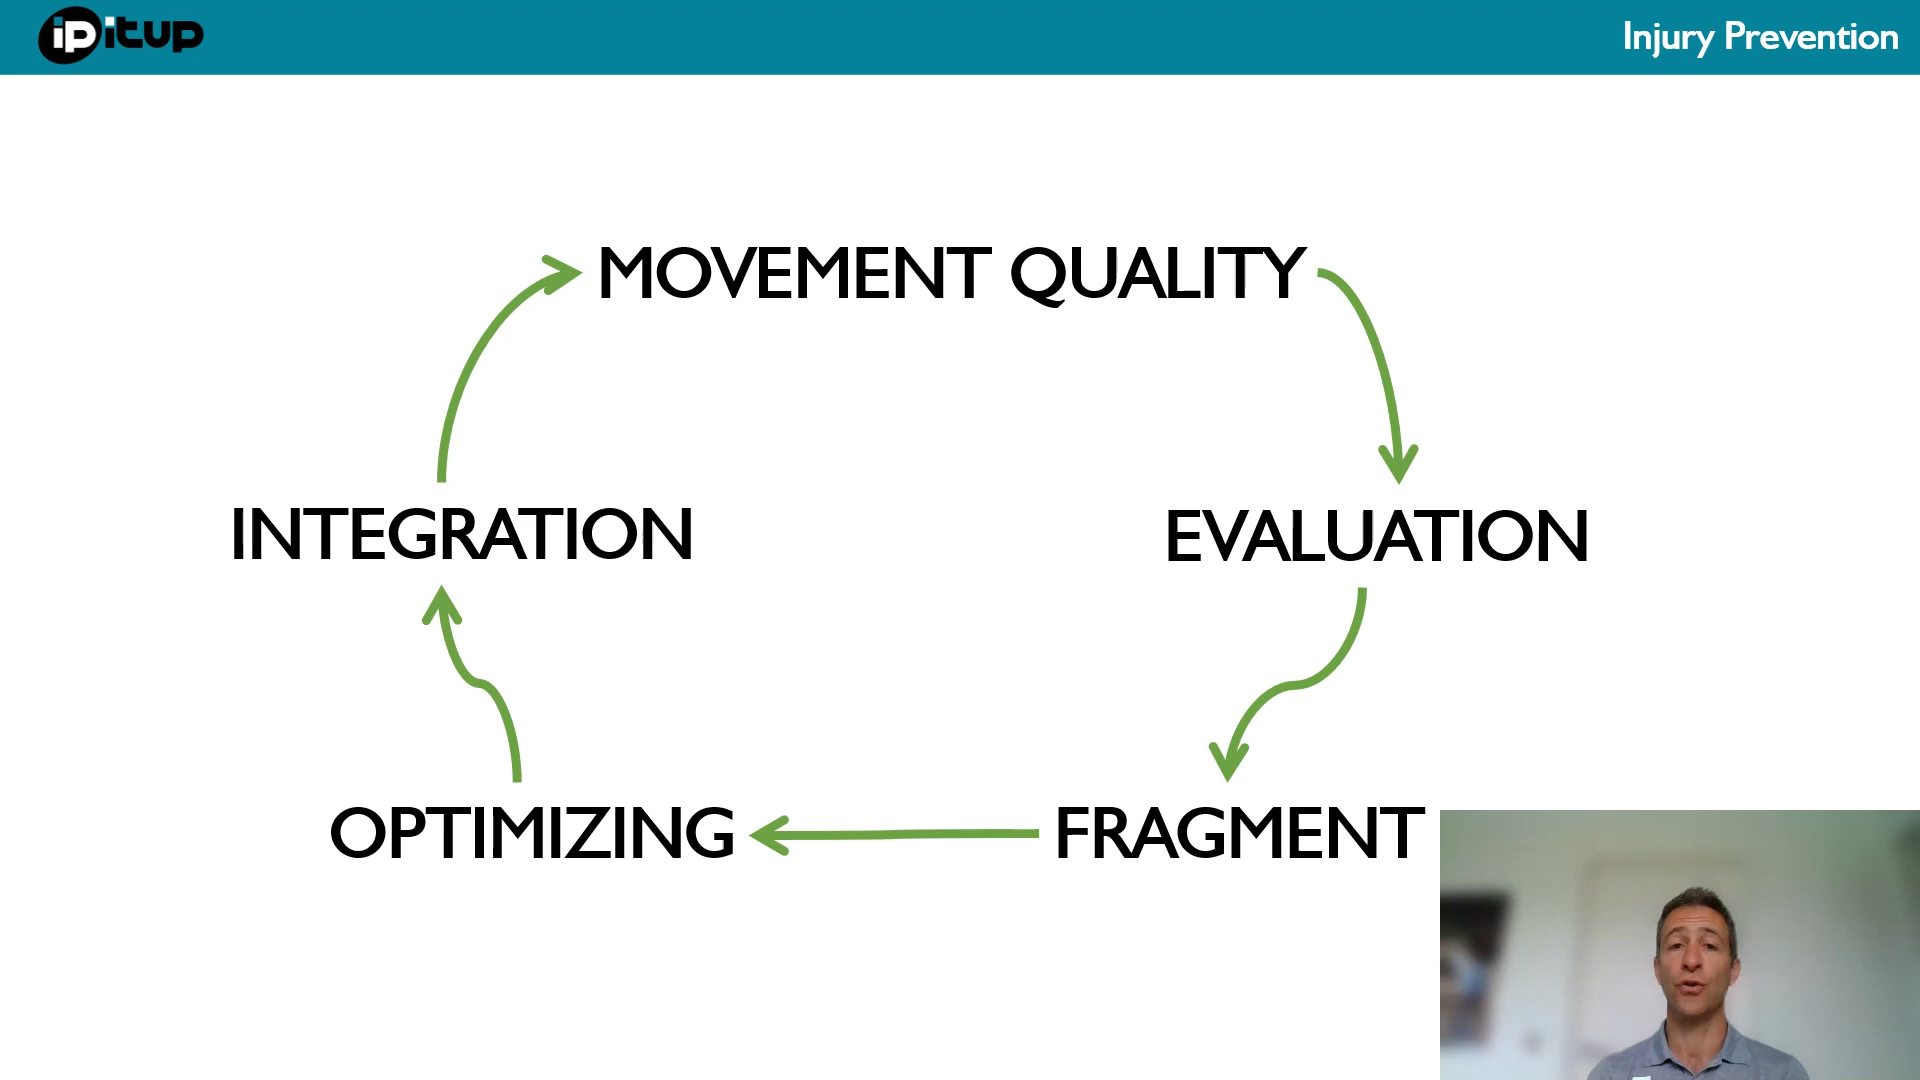 ipitup
Injury Prevention
MOVEMENT QUALITY
INTEGRATION
EVALUATION
OPTIMIZING
FRAGMENT